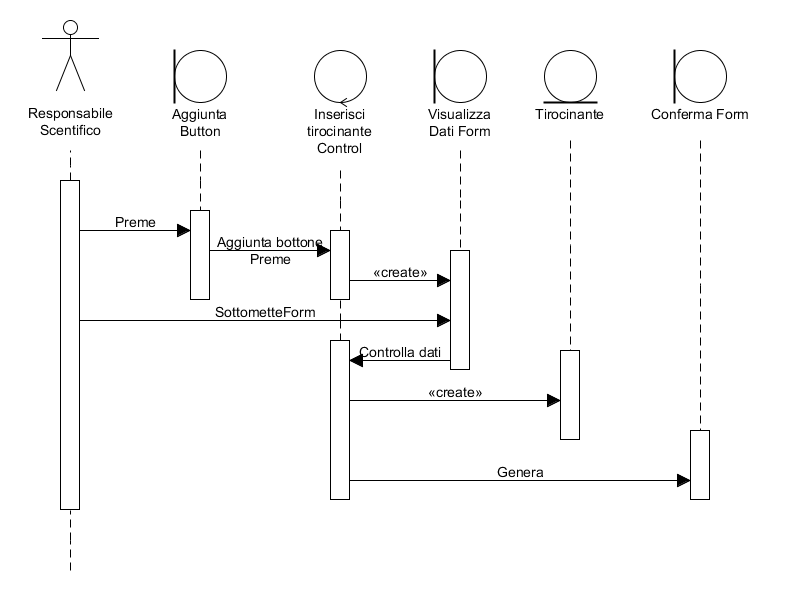 Responsabile
Scentifico
Aggiunta
Button
Inserisci
tirocinante
Control
Visualizza
Dati Form
Tirocinante
Conferma Form
Preme
Aggiunta bottone
Preme
«create»
SottometteForm
Controlla dati
«create»
Genera